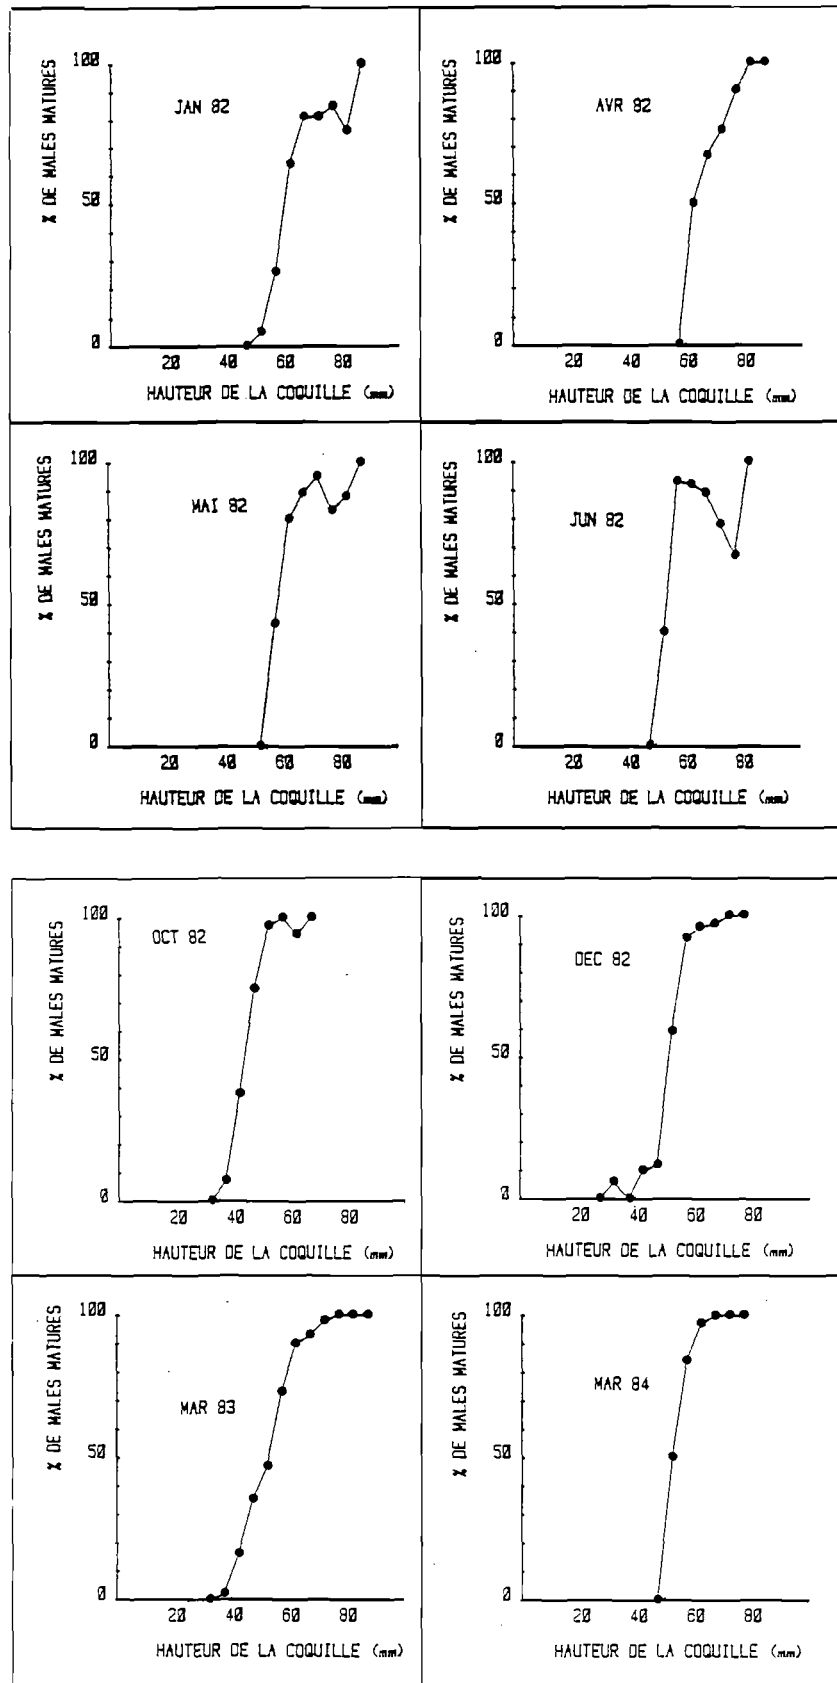 % DE MALES MATURES
100
50
0
JAN 82
20 40 60 80
HAUTEUR DE LA COQUILLE (mm)
% DE MALES MATURES
100
50
0
AVR 82
20 40 60 80
HAUTEUR DE LA COQUILLE (mm)
% DE MALES MATURES
100
50
0
MAI 82
20 40 60 80
HAUTEUR DE LA COQUILLE (mm)
% DE MALES MATURES
100
50
0
JUN 82
20 40 60 80
HAUTEUR DE LA COQUILLE (mm)
% DE MALES MATURES
100
50
0
OCT 82
20 40 60 80
HAUTEUR DE LA COQUILLE (mm)
% DE MALES MATURES
100
50
0
DEC 82
20 40 60 80
HAUTEUR DE LA COQUILLE (mm)
% DE MALES MATURES
100
50
0
MAR 83
20 40 60 80
HAUTEUR DE LA COQUILLE (mm)
% DE MALES MATURES
100
50
0
MAR 84
20 40 60 80
HAUTEUR DE LA COQUILLE (mm)